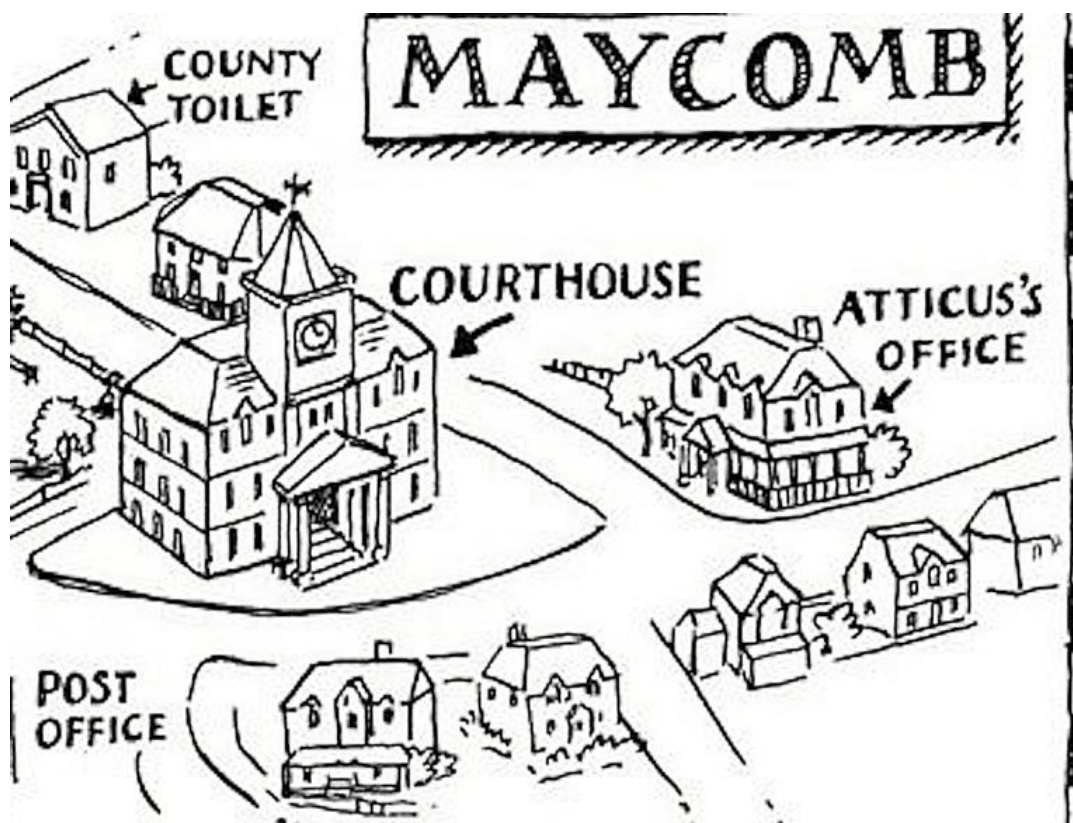 MAYCOMB
COUNTY
TOILET
COURTHOUSE
ATTICUS'S
OFFICE
POST
OFFICE